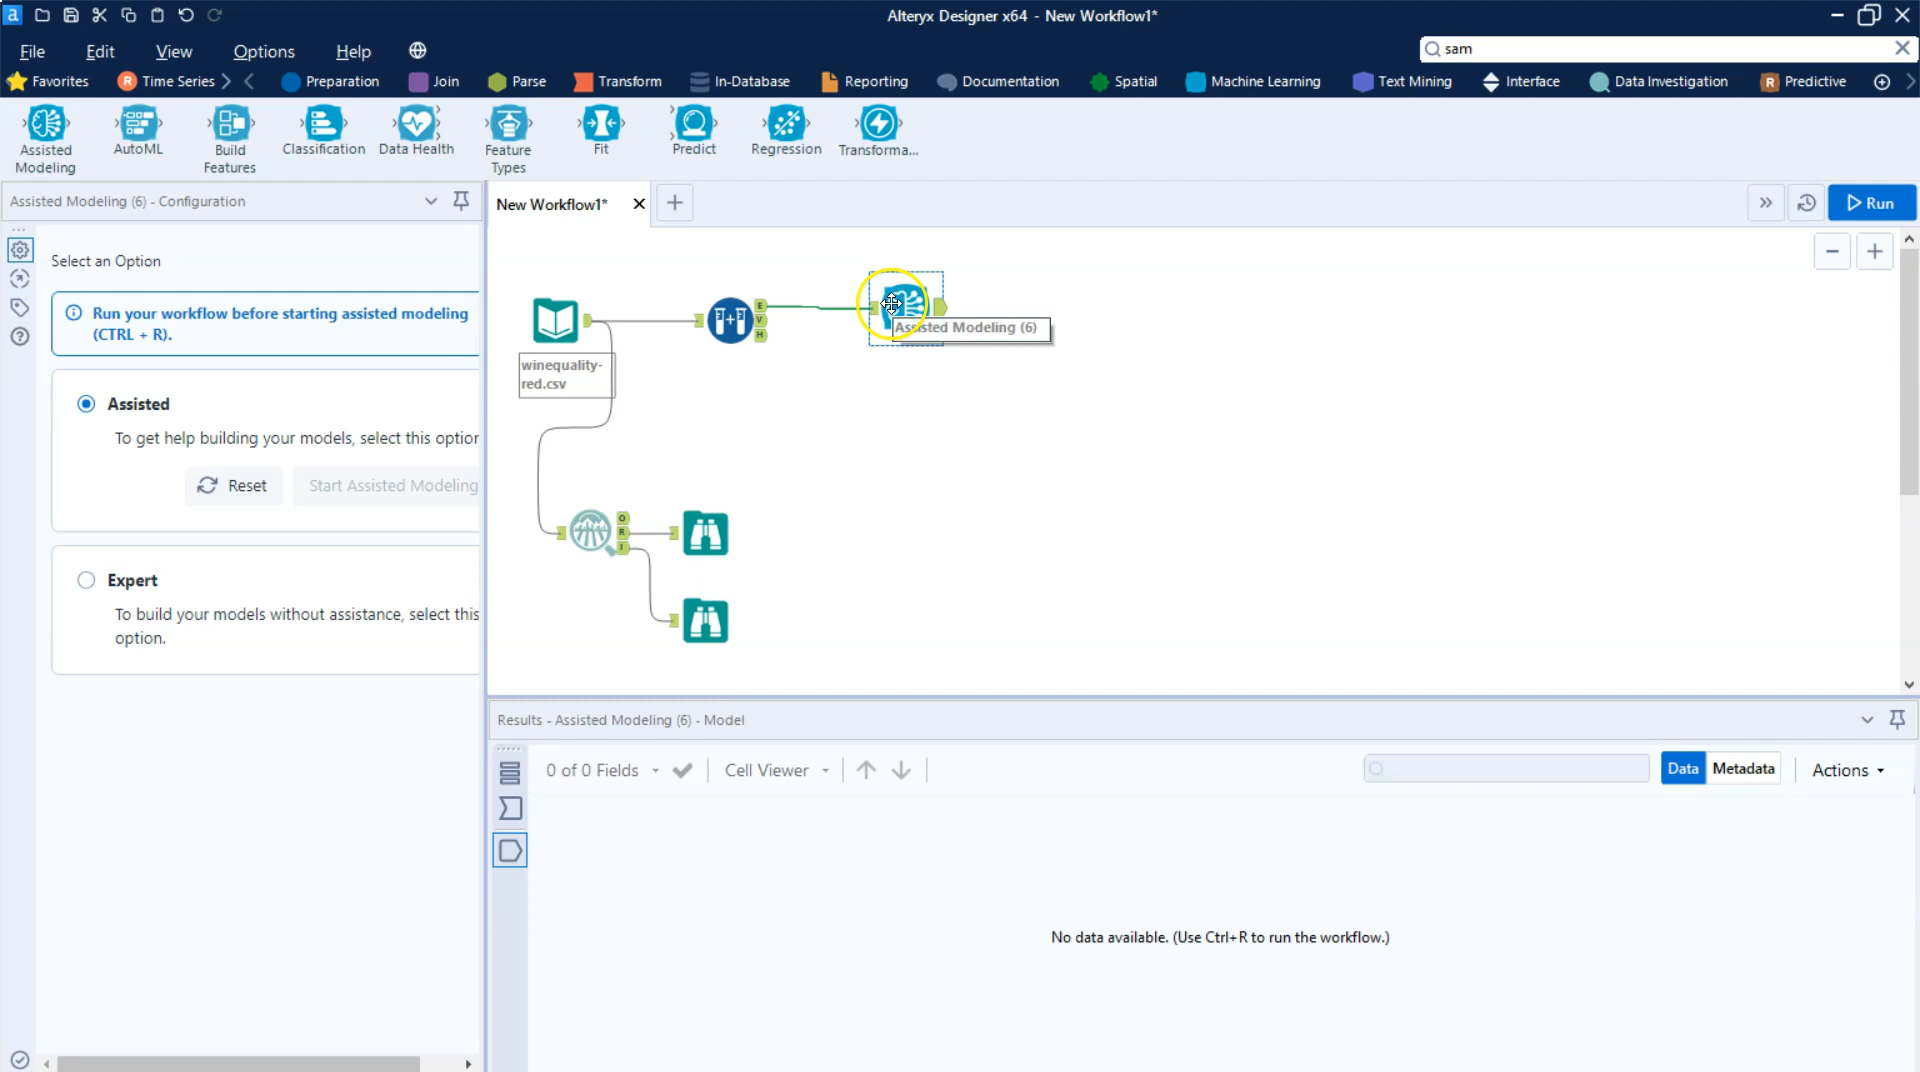 a
Alteryx Designer x64 - New Workflow1*
File Edit View Options Help
sam
Favorites R Time Series Preparation Join Parse Transform In-Database Reporting Documentation Spatial Machine Learning Text Mining Interface Data Investigation R Predictive
Assisted Modeling
AutoML
Build Features
Classification
Data Health
Feature Types
Fit
Predict
Regression
Transforma...
Assisted Modeling (6) - Configuration
New Workflow1*
Run
Select an Option
Run your workflow before starting assisted modeling
(CTRL + R).
Assisted
To get help building your models, select this option
Reset
Start Assisted Modeling
Expert
To build your models without assistance, select this
option.
E
V
H
Assisted Modeling (6)
winequality-
red.csv
O
R
I
Results - Assisted Modeling (6) - Model
0 of 0 Fields
Cell Viewer
Data
Metadata
Actions
No data available. (Use Ctrl+R to run the workflow.)